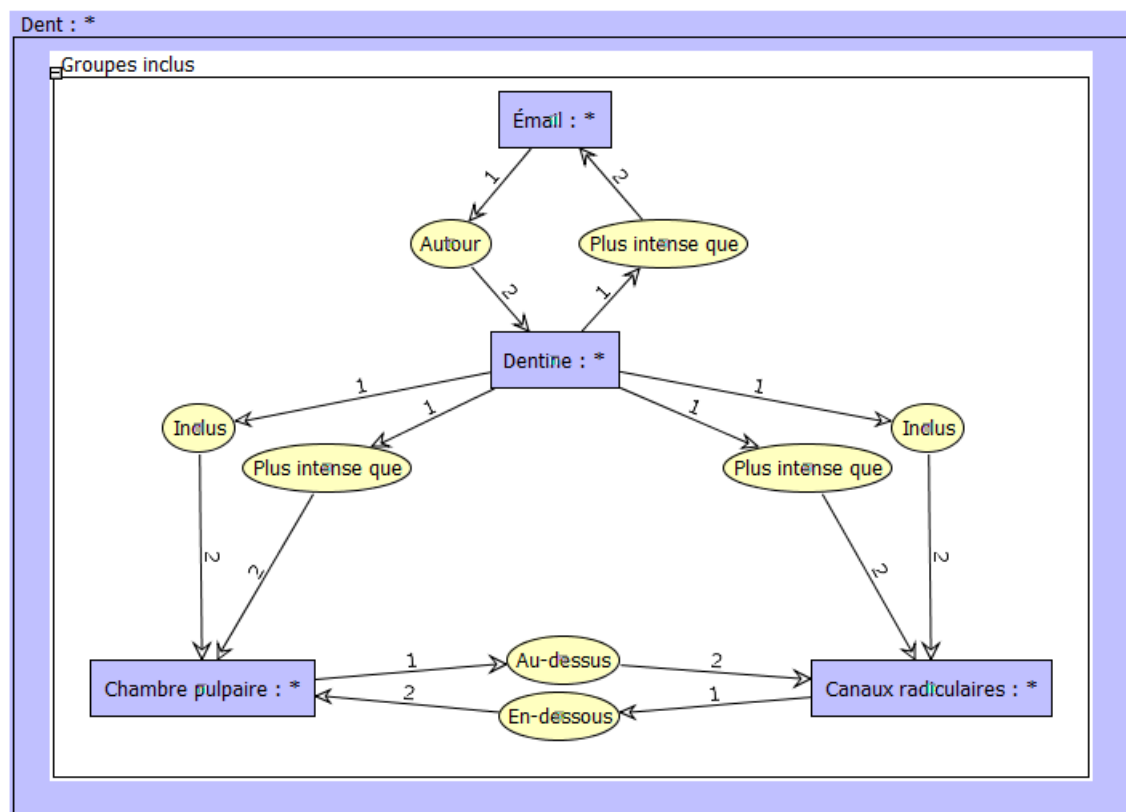 Dent : *
Groupes inclus
Émail : *
1
2
Autour
Plus intense que
2
1
Dentine : *
1
1
1
1
Inclus
Plus intense que
Plus intense que
Inclus
2
2
2
2
Chambre pulpaire : *
1
Au-dessus
2
Canaux radiculaires : *
2
En-dessous
1